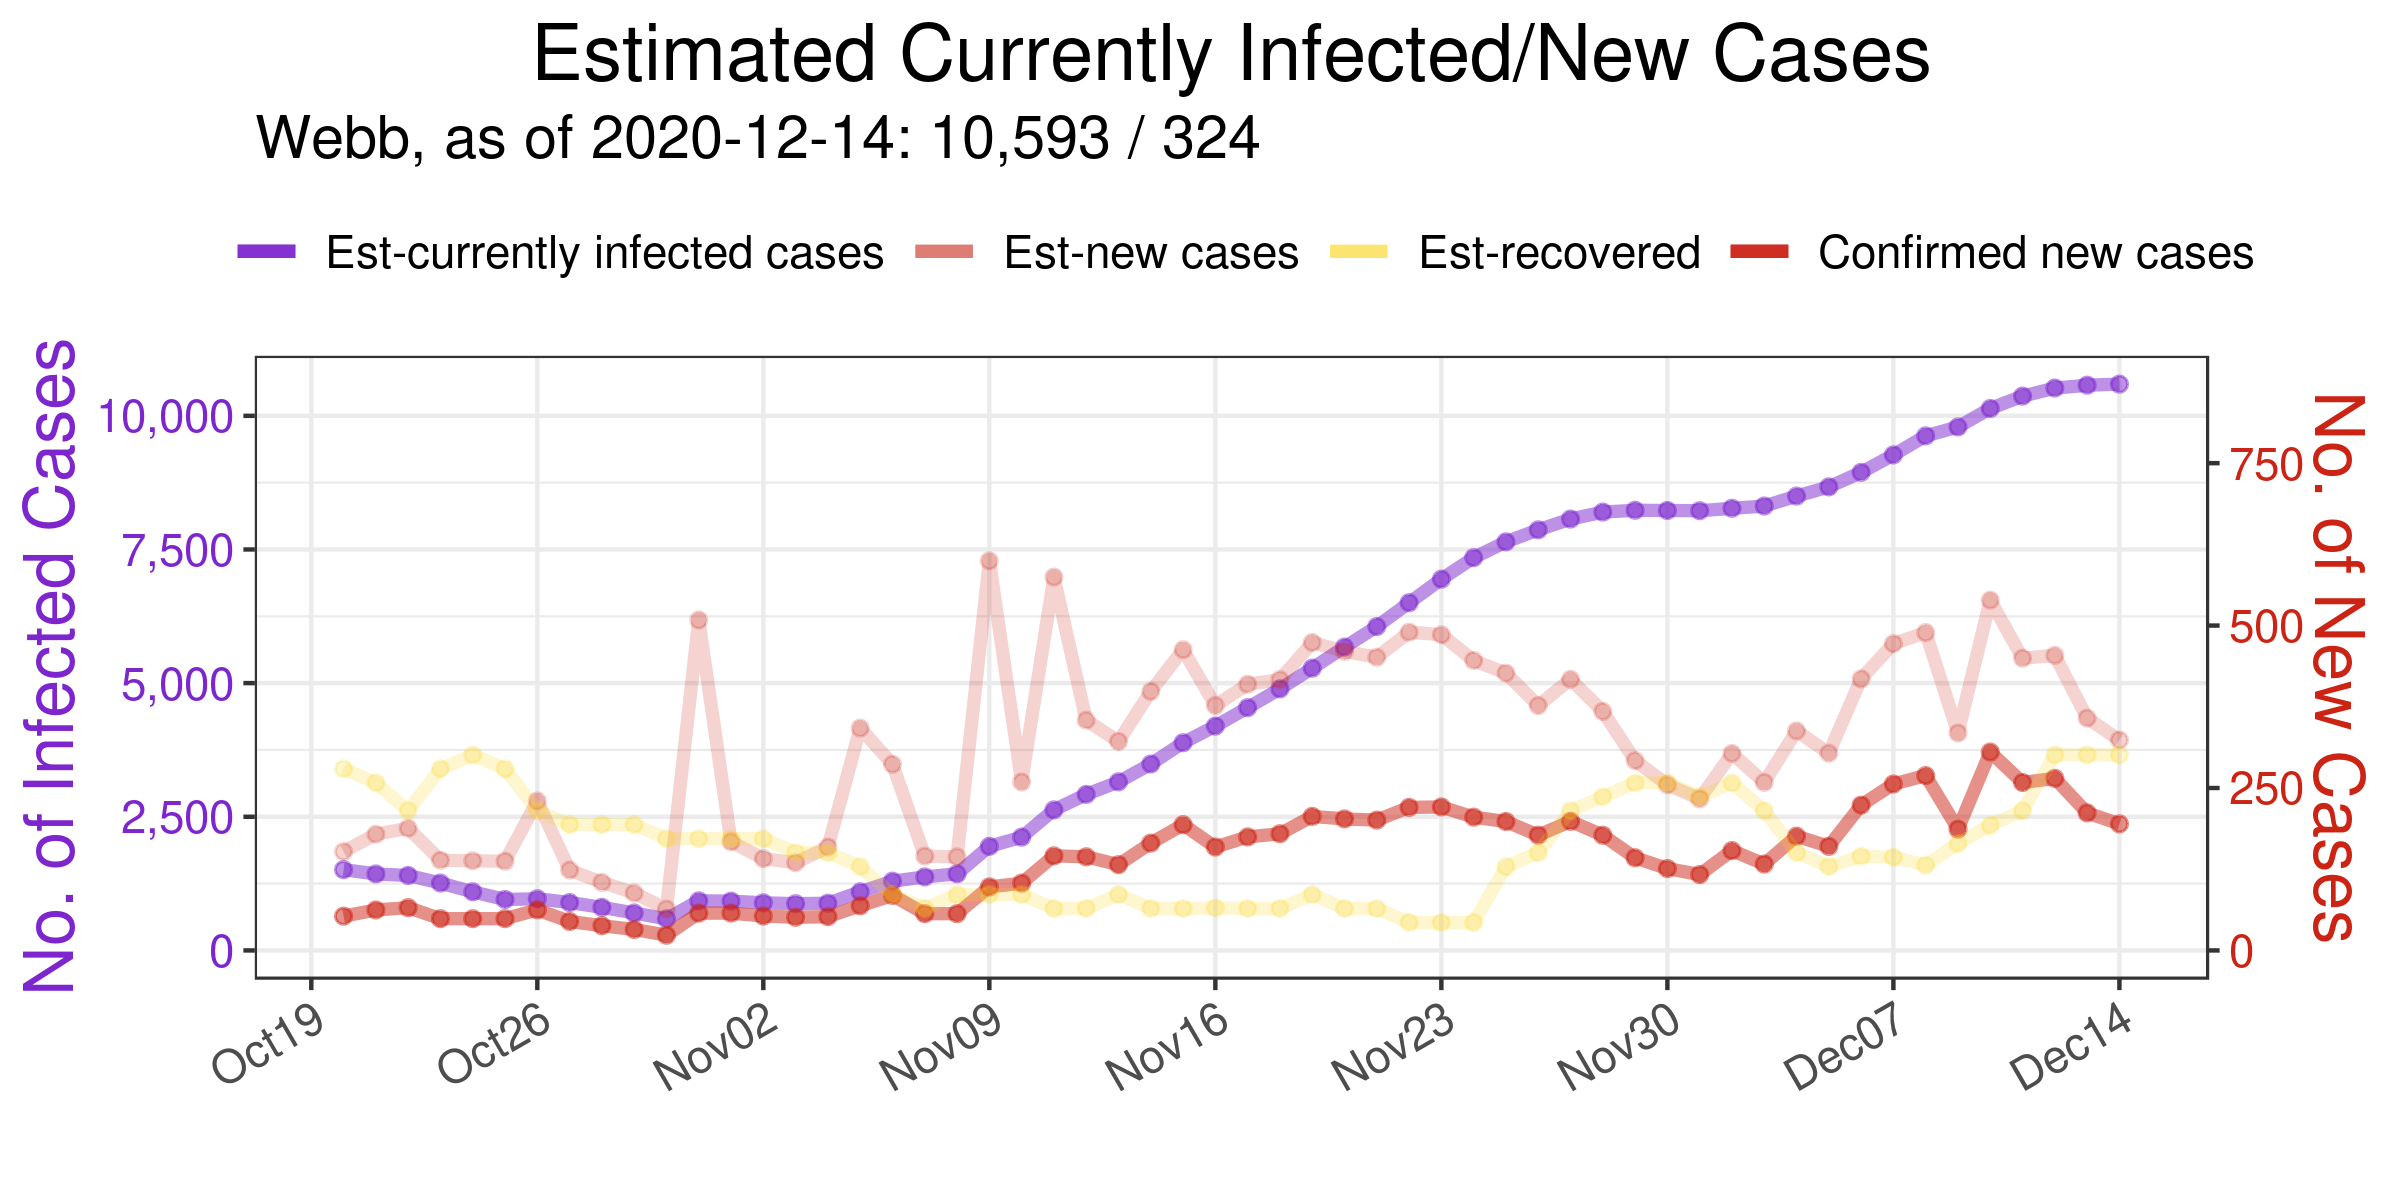 Estimated Currently Infected/New Cases
Webb, as of 2020-12-14: 10,593 / 324
Est-currently infected cases Est-new cases Est-recovered Confirmed new cases
No. of Infected Cases
10,000
7,500
5,000
2,500
0
750
500
250
0
No. of New Cases
Oct19 Oct26 Nov02 Nov09 Nov16 Nov23 Nov30 Dec07 Dec14